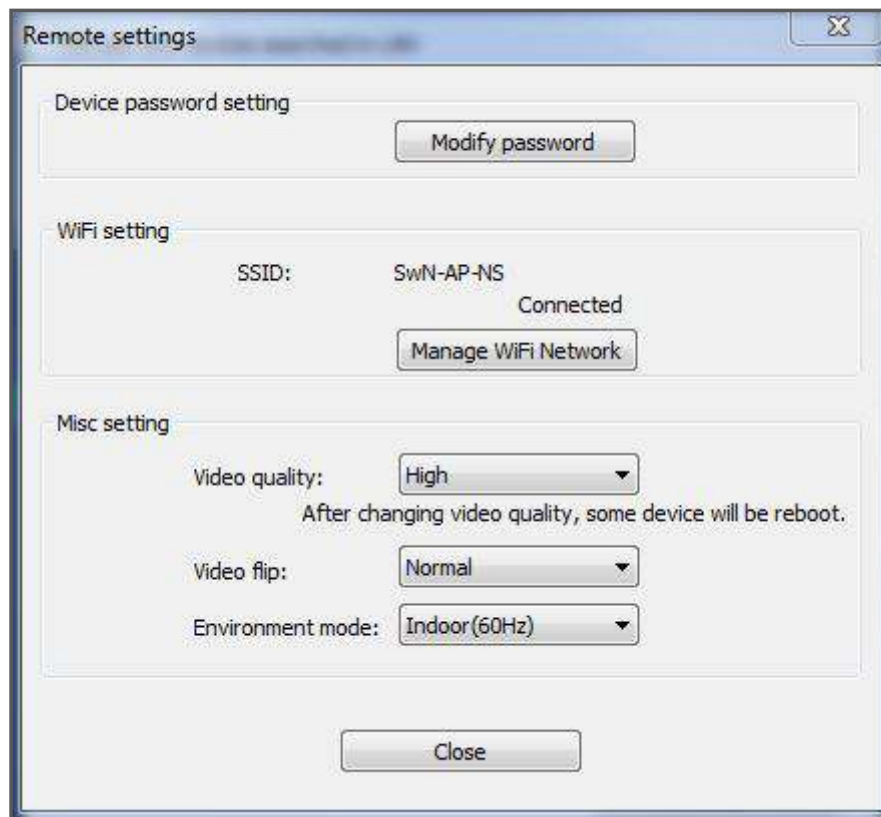 Remote settings
Device password setting
Modify password
WiFi setting
SSID: SwN-AP-NS
Connected
Manage WiFi Network
Misc setting
Video quality: High
After changing video quality, some device will be reboot.
Video flip: Normal
Environment mode: Indoor(60Hz)
Close